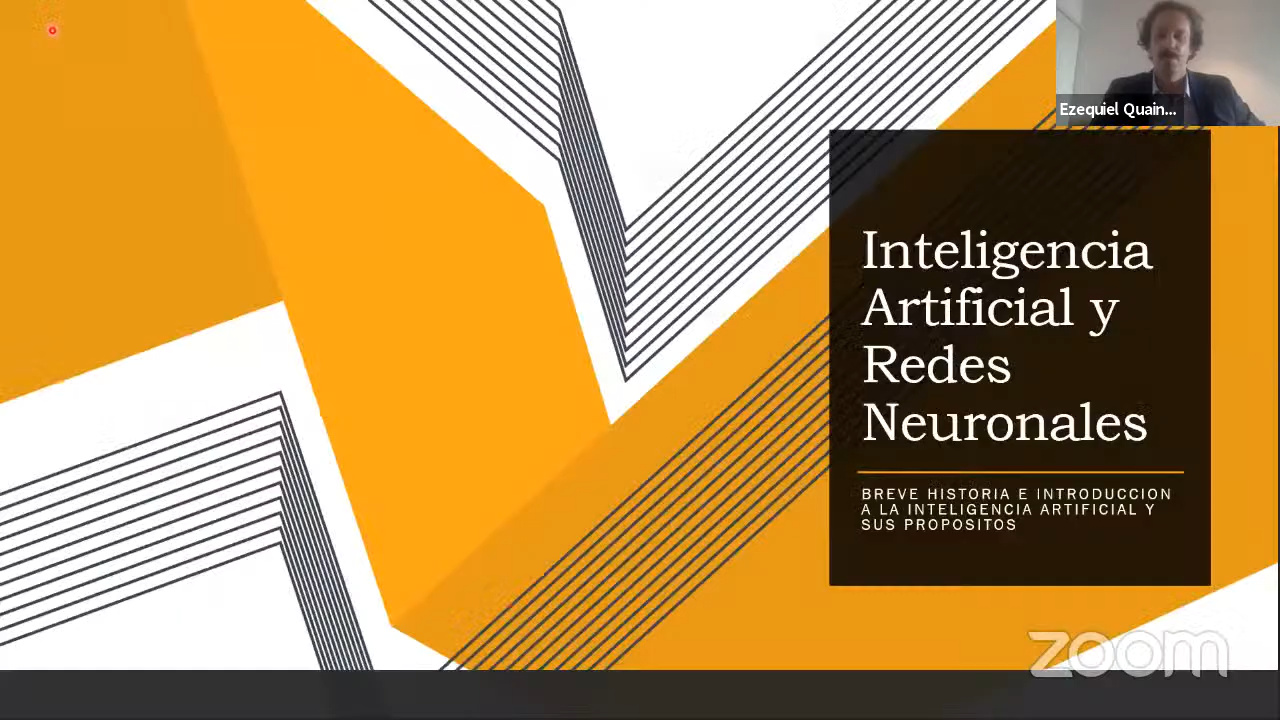 Ezequiel Quain...
Inteligencia
Artificial y
Redes
Neuronales
BREVE HISTORIA E INTRODUCCION
A LA INTELIGENCIA ARTIFICIAL Y
SUS PROPOSITOS
zoom